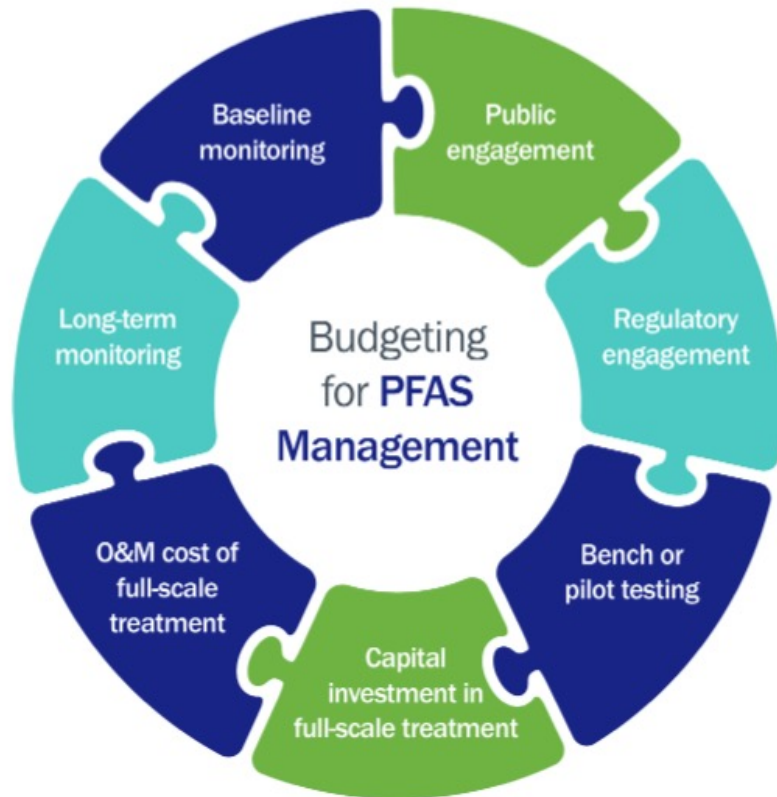 Budgeting
for PFAS
Management
Baseline
monitoring
Public
engagement
Regulatory
engagement
Bench or
pilot testing
Capital
investment in
full-scale treatment
O&M cost of
full-scale
treatment
Long-term
monitoring